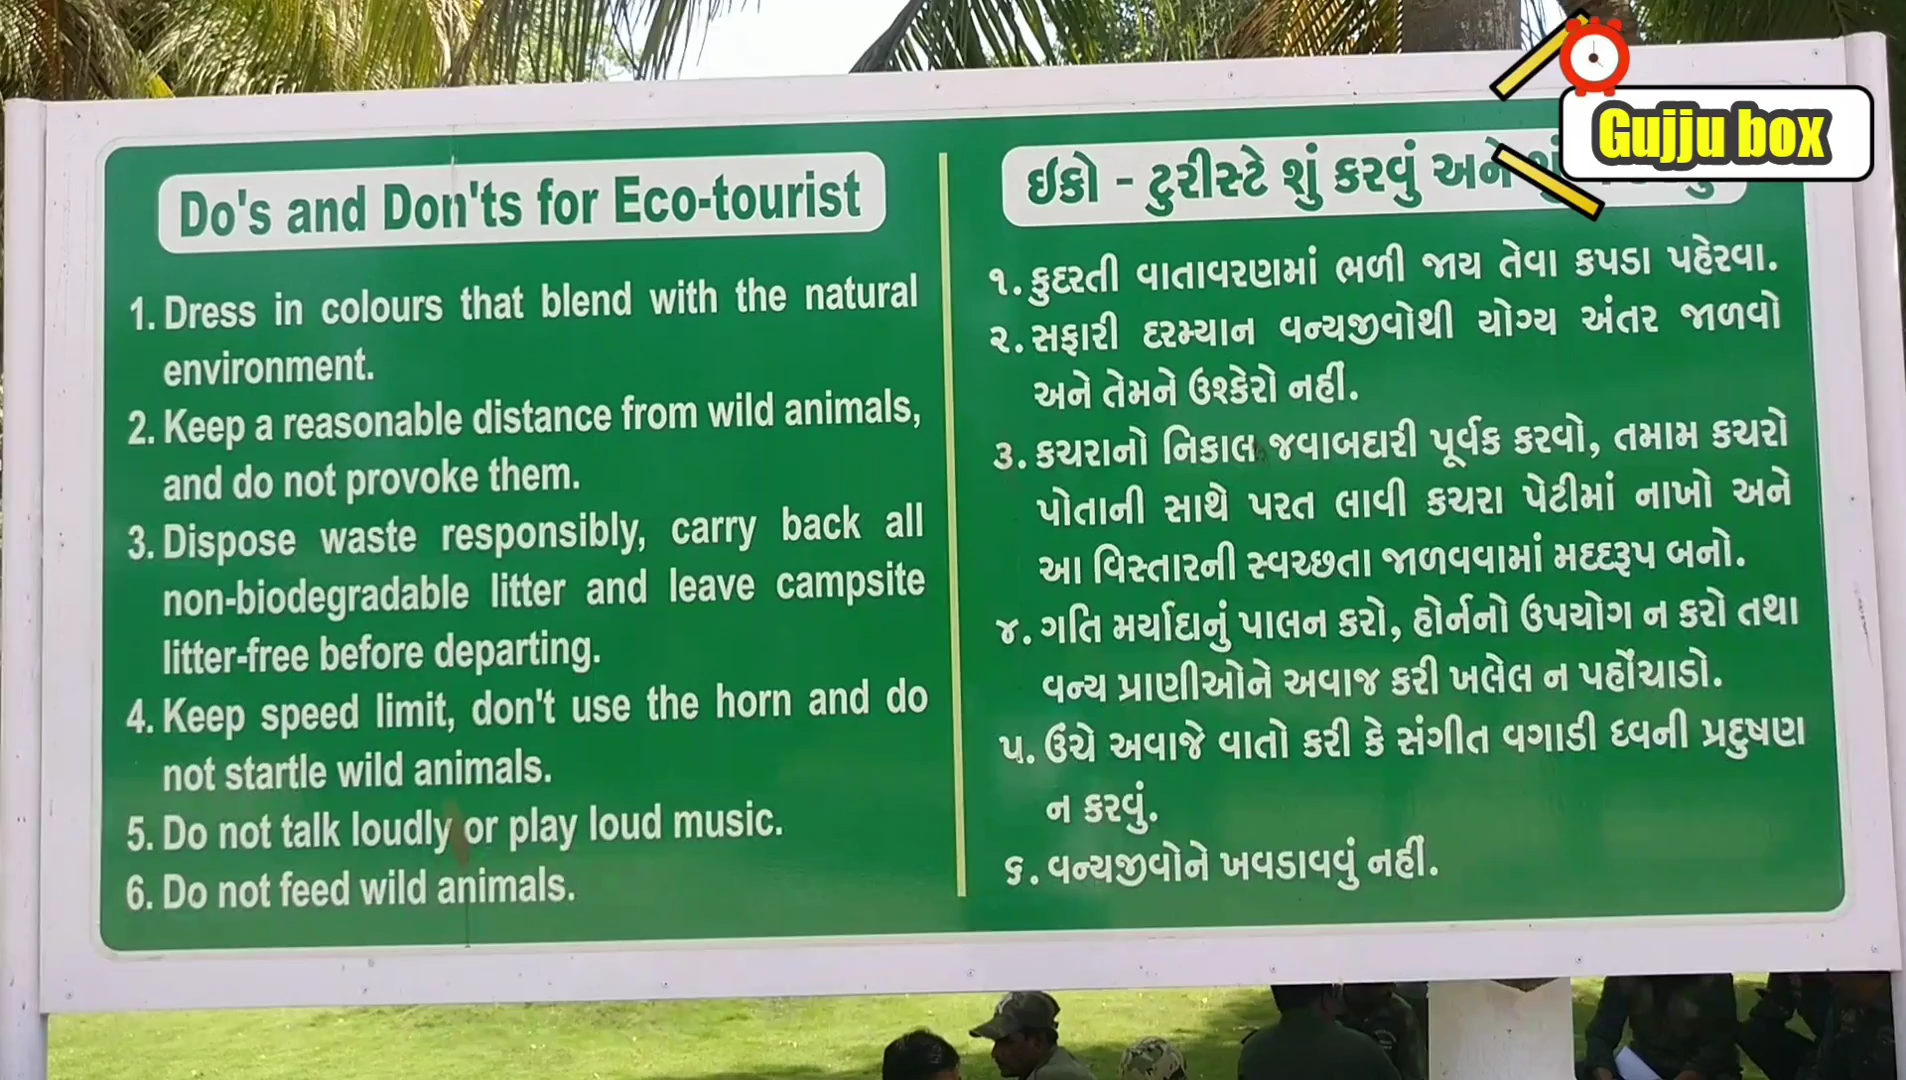 Do's and Don'ts for Eco-tourist
1. Dress in colours that blend with the natural
environment.
2. Keep a reasonable distance from wild animals,
and do not provoke them.
3. Dispose waste responsibly, carry back all
non-biodegradable litter and leave campsite
litter-free before departing.
4. Keep speed limit, don't use the horn and do
not startle wild animals.
5. Do not talk loudly or play loud music.
6. Do not feed wild animals.
ઇકો - ટુરીસ્ટે શું કરવું અને
૧. કુદરતી વાતાવરણમાં ભળી જાય તેવા કપડા પહેરવા.
૨. સફારી દરમ્યાન વન્યજીવોથી યોગ્ય અંતર જાળવો
અને તેમને ઉશ્કેરો નહીં.
૩. કચરાનો નિકાલ જવાબદારી પૂર્વક કરવો, તમામ કચરો
પોતાની સાથે પરત લાવી કચરા પેટીમાં નાખો અને
આ વિસ્તારની સ્વચ્છતા જાળવવામાં મદદરૂપ બનો.
૪. ગતિ મર્યાદાનું પાલન કરો, હોર્નનો ઉપયોગ ન કરો તથા
વન્ય પ્રાણીઓને અવાજ કરી ખલેલ ન પહોંચાડો.
૫. ઉંચે અવાજે વાતો કરી કે સંગીત વગાડી ધ્વની પ્રદુષણ
ન કરવું.
૬. વન્યજીવોને ખવડાવવું નહીં.
Gujju box